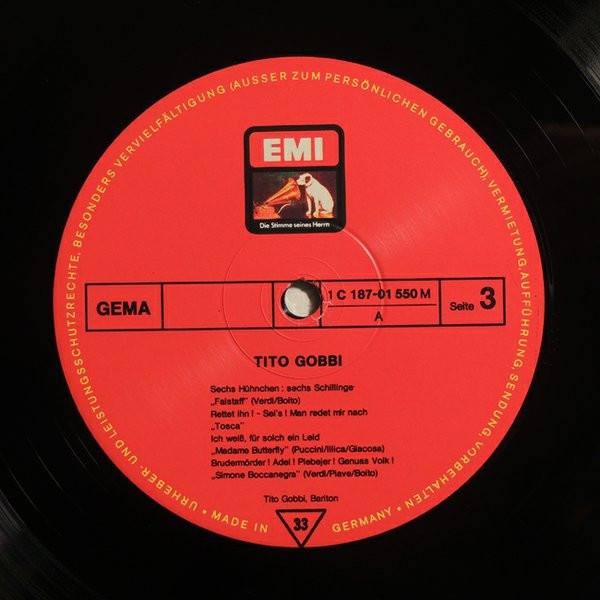 URHEBER- UND LEISTUNGSSCHUTZRECHTE, BESONDERS VERVIELFÄLTIGUNG (AUSSER ZUM PERSÖNLICHEN GEBRAUCH), VERMIETUNG, AUFFÜHRUNG, SENDUNG, VORBEHALTEN • MADE IN GERMANY •
EMI
Die Stimme seines Herrn
GEMA
1 C 187-01 550 M
A
Seite 3
TITO GOBBI
Sechs Hühnchen : sechs Schillinge
„Falstaff" (Verdi/Boito)
Rettet ihn ! - Sei's ! Man redet mir nach
„Tosca"
Ich weiß, für solch ein Leid
„Madame Butterfly" (Puccini/Illica/Giacosa)
Brudermörder ! Adel ! Plebejer ! Genuas Volk !
„Simone Boccanegra" (Verdi/Piave/Boito)
Tito Gobbi, Bariton
33